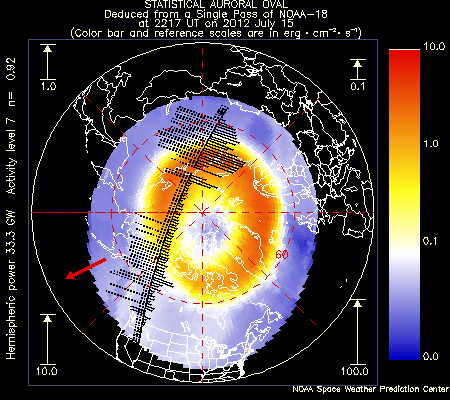 STATISTICAL AURORAL OVAL
Deduced from a Single Pass of NOAA-18
at 2217 UT on 2012 July 15
(Color bar and reference scales are in erg · cm⁻² · s⁻¹)
Hemispheric power 33.3 GW Activity level 7 n= 0.92
1.0
0.1
10.0
100.0
60
10.0
1.0
0.1
0.0
NOAA Space Weather Prediction Center